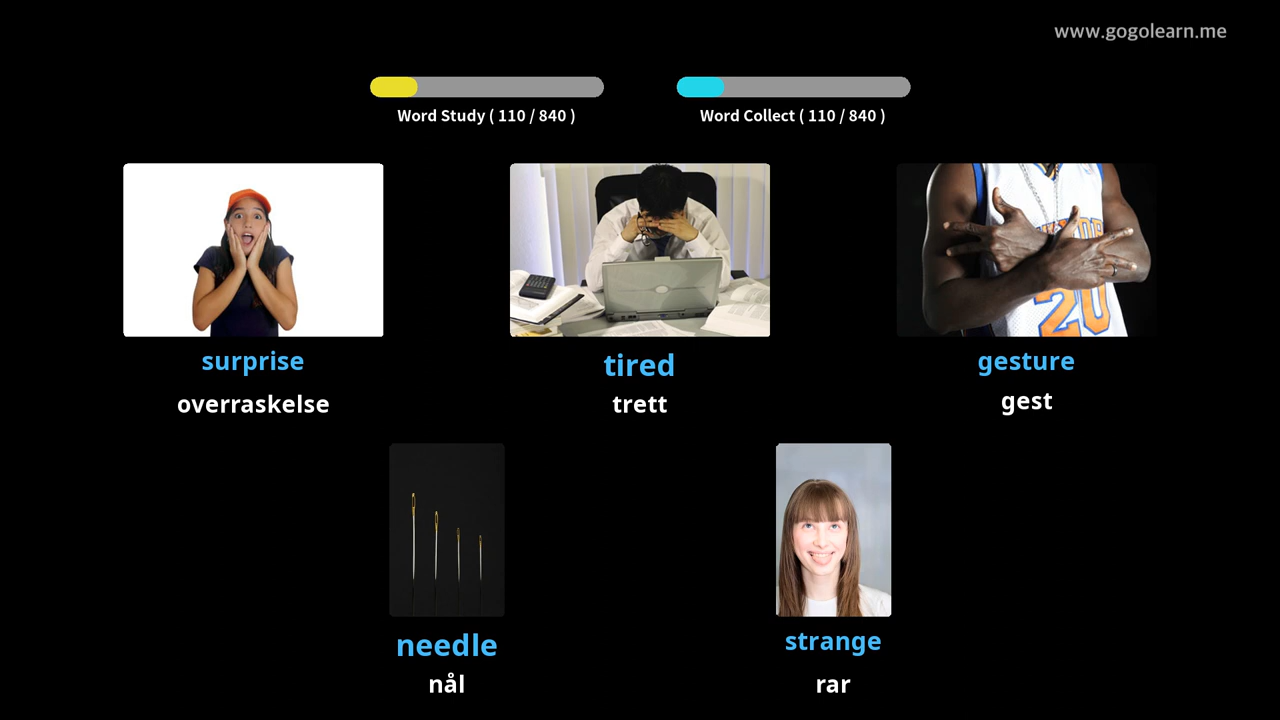 www.gogolearn.me
Word Study ( 110 / 840 )
Word Collect ( 110 / 840 )
20
surprise
tired
gesture
overraskelse
trett
gest
needle
strange
nål
rar